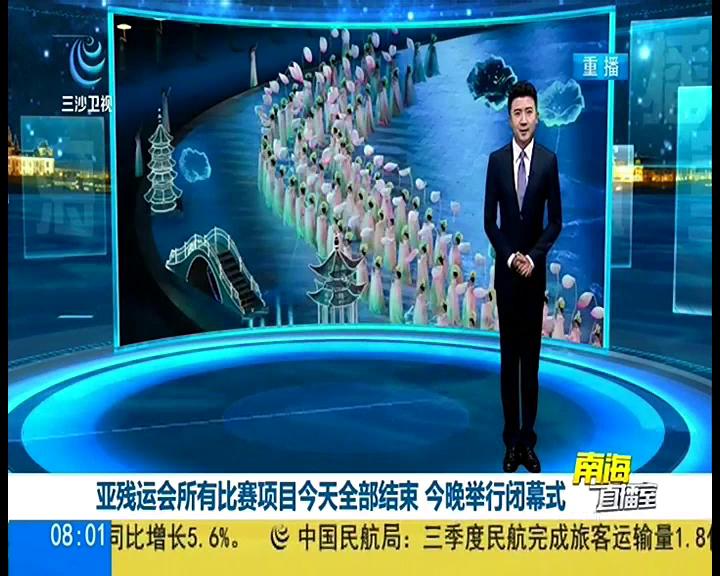 三沙卫视
重播
亚残运会所有比赛项目今天全部结束 今晚举行闭幕式
南海
直播室
08:01 司比增长5.6%。 中国民航局：三季度民航完成旅客运输量1.8亿